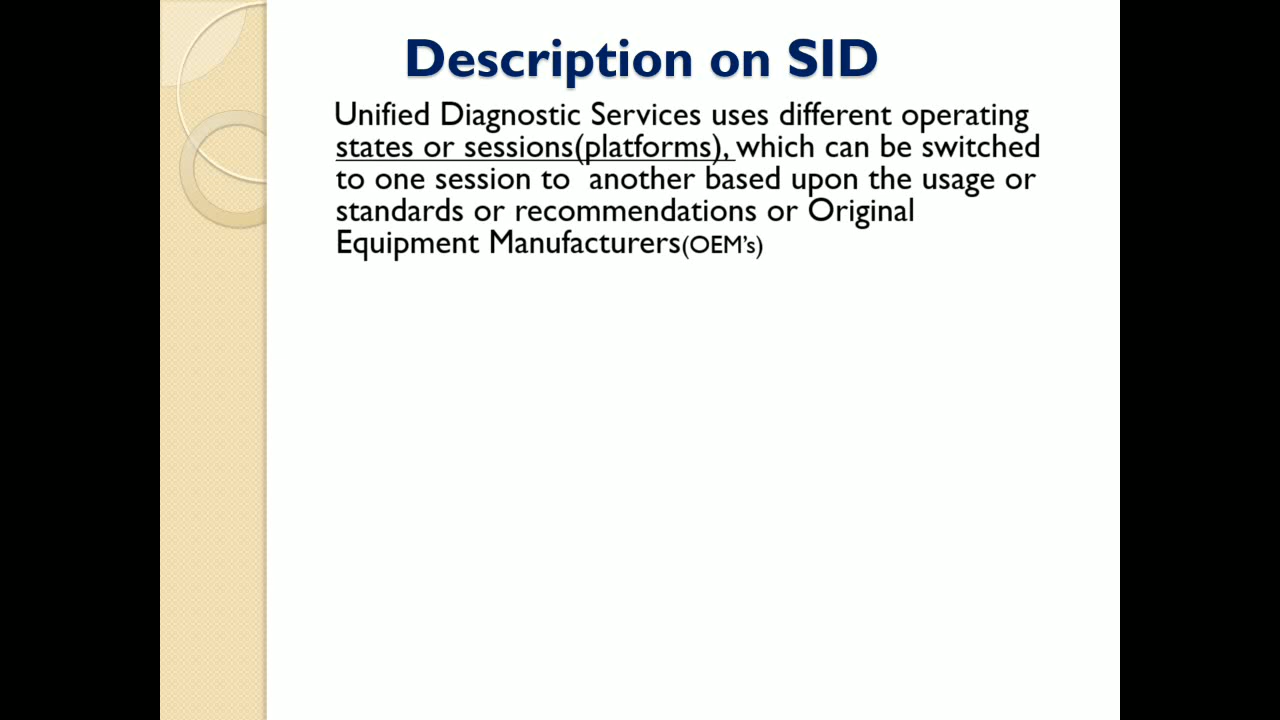 Description on SID
Unified Diagnostic Services uses different operating
states or sessions(platforms), which can be switched
to one session to  another based upon the usage or
standards or recommendations or Original
Equipment Manufacturers(OEM’s)